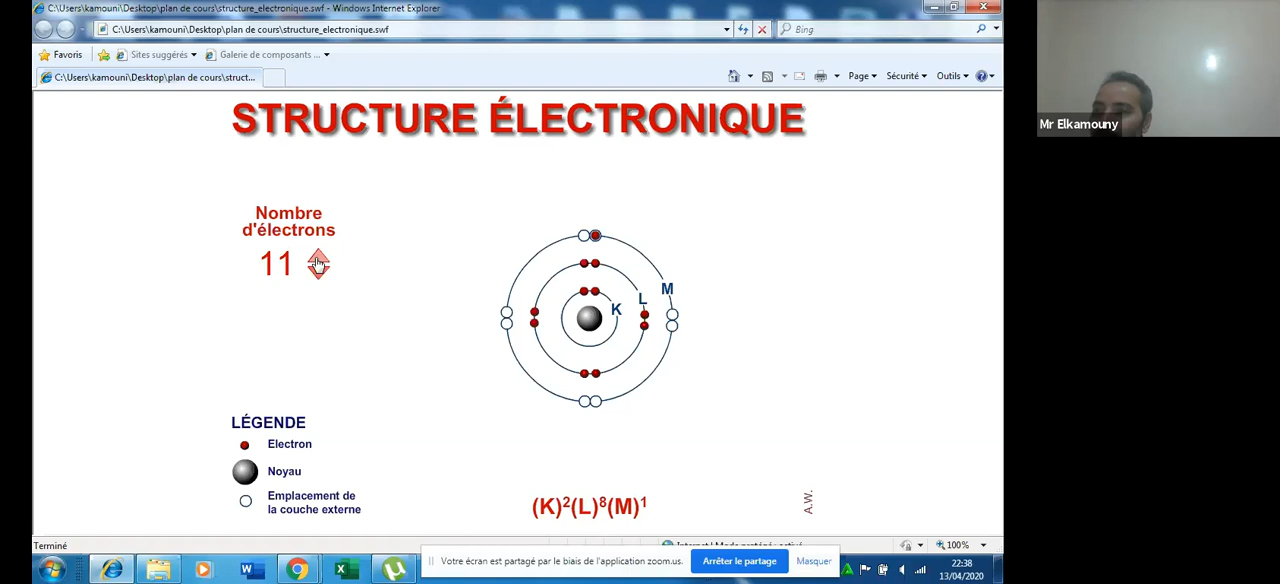 C:\Users\kamouni\Desktop\plan de cours\structure_electronique.swf - Windows Internet Explorer
C:\Users\kamouni\Desktop\plan de cours\structure_electronique.swf
Bing
Favoris
Sites suggérés
Galerie de composants ...
C:\Users\kamouni\Desktop\plan de cours\struct...
Page
Sécurité
Outils
Mr Elkamouny
STRUCTURE ÉLECTRONIQUE
Nombre
d'électrons
11
K
L
M
LÉGENDE
Electron
Noyau
Emplacement de
la couche externe
(K)²(L)⁸(M)¹
A.W.
Terminé
100%
Votre écran est partagé par le biais de l'application zoom.us.
Arrêter le partage
Masquer
22:38
13/04/2020